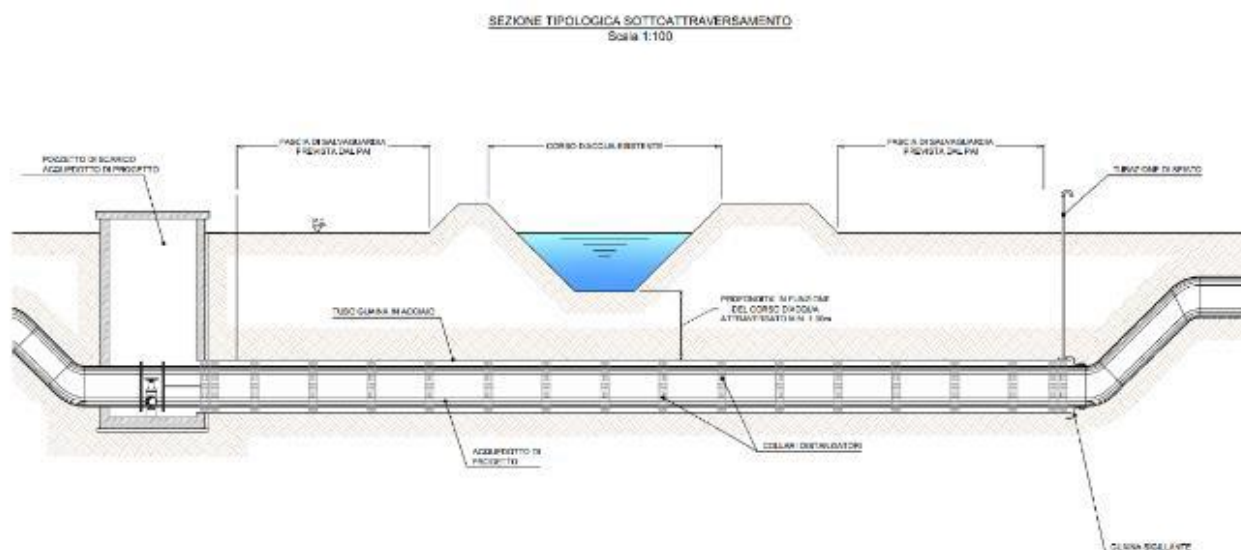 SEZIONE TIPOLOGICA SOTTOATTRAVERSAMENTO
Scala 1:100
FASCIA DI SALVAGUARDIA
PREVISTA DAL PAI
CORSO D'ACQUA ESISTENTE
FASCIA DI SALVAGUARDIA
PREVISTA DAL PAI
POZZETTO DI SCARICO
ACQUEDOTTO DI PROGETTO
TUBAZIONE DI SFIATO
TUBO GUAINA IN ACCIAIO
PROFONDITA' IN FUNZIONE
DEL CORSO D'ACQUA
ATTRAVERSATO MIN.
ACQUEDOTTO DI
PROGETTO
COLLARI DISTANZIATORI
GUAINA SIGILLANTE